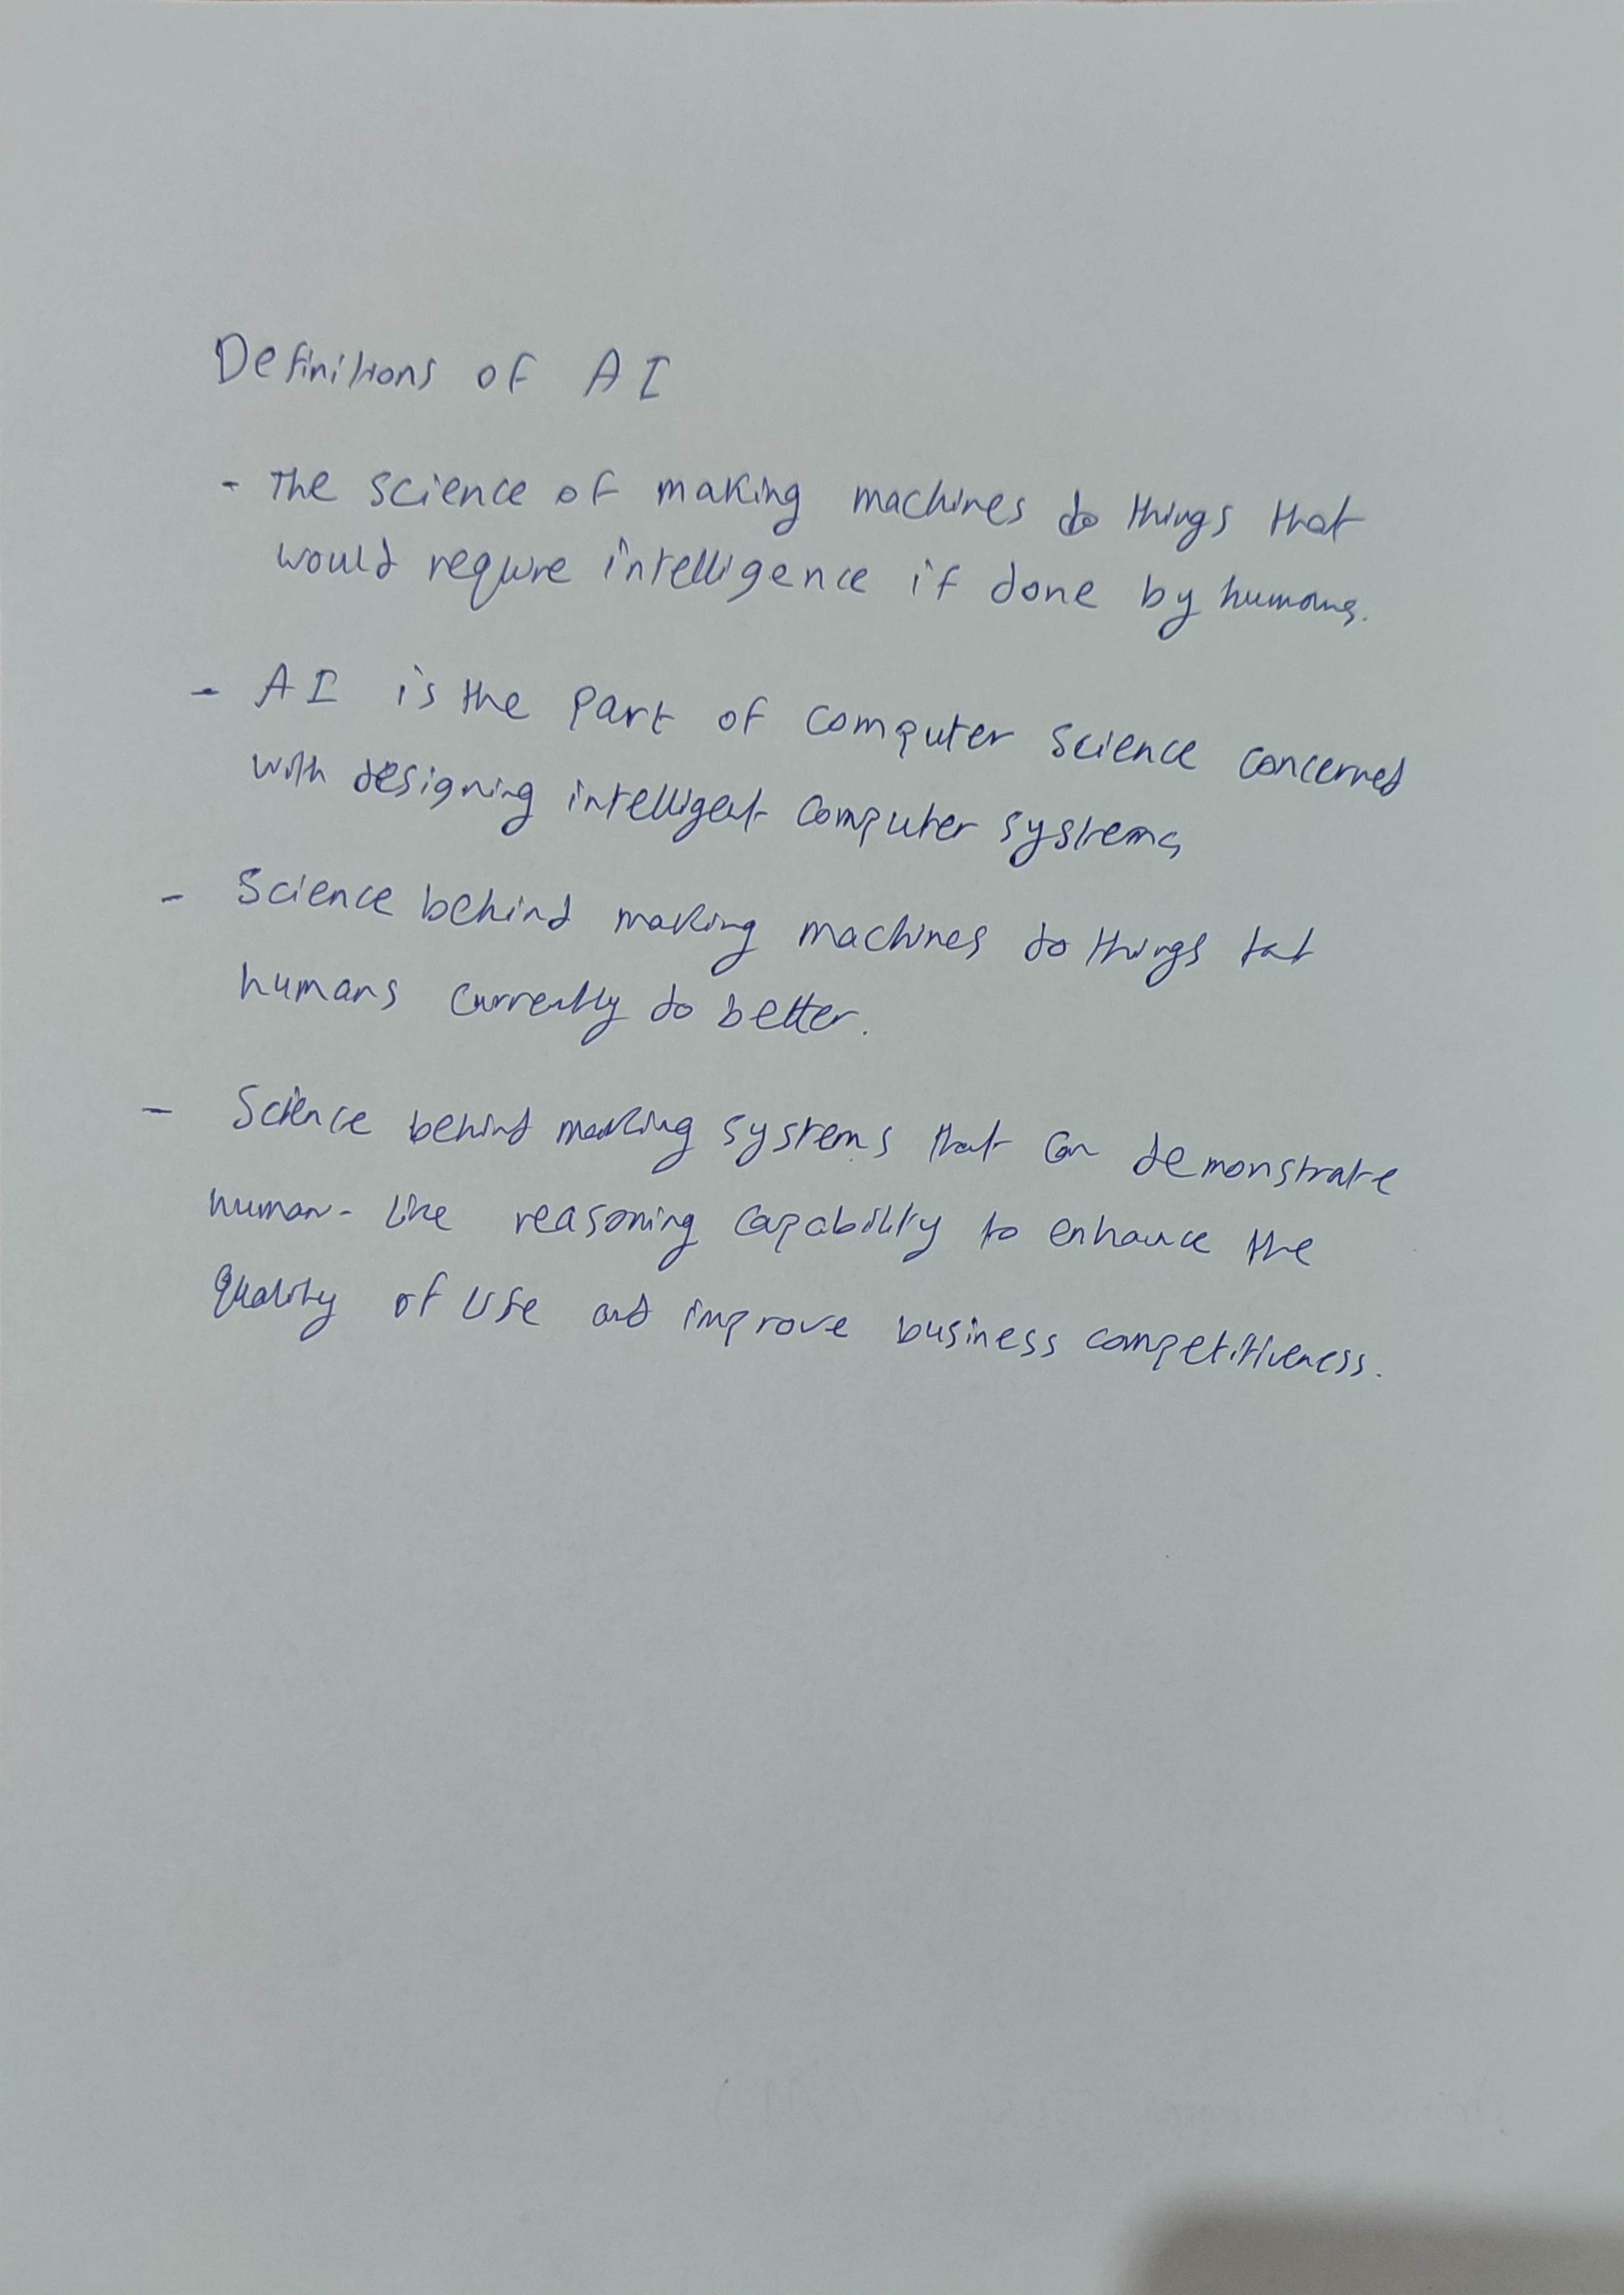 Definitions of AI
- The science of making machines do things that
would require intelligence if done by humans.
- AI is the part of computer science concerned
with designing intelligent computer systems,
- Science behind making machines do things tat
humans currently do better.
- Science behind making systems that can demonstrate
human-like reasoning capability to enhance the
quality of life and improve business competitiveness.